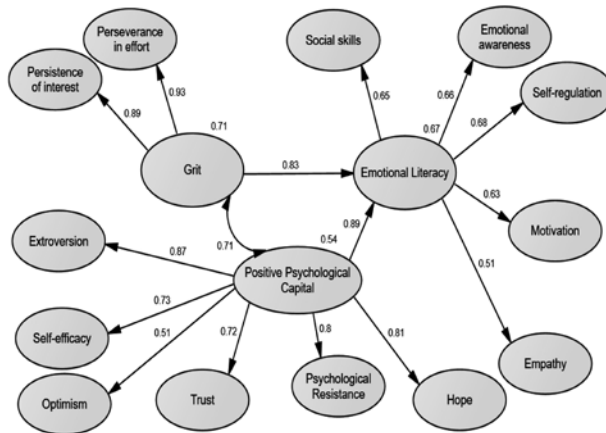 Perseverance
in effort
Social skills
Emotional
awareness
Persistence
of interest
Self-regulation
0.93
0.89
0.71
0.65
0.66
0.67
0.68
Grit
0.83
Emotional Literacy
0.63
Motivation
0.71
0.54
0.89
0.51
Extroversion
0.87
Positive Psychological
Capital
Self-efficacy
0.73
0.51
0.72
0.8
0.81
Optimism
Trust
Psychological
Resistance
Hope
Empathy